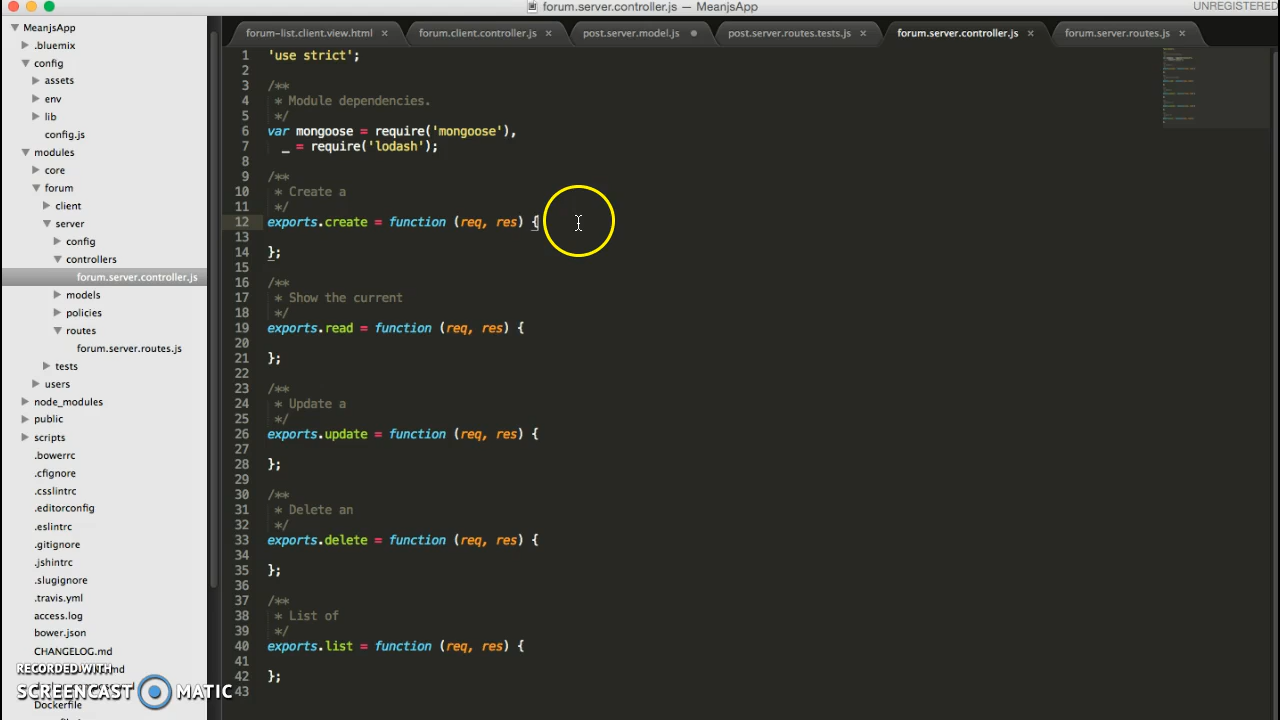 forum.server.controller.js — MeanjsApp
UNREGISTERED
MeanjsApp
.bluemix
config
assets
env
lib
config.js
modules
core
forum
client
server
config
controllers
forum.server.controller.js
models
policies
routes
forum.server.routes.js
tests
users
node_modules
public
scripts
.bowerrc
.cfignore
.csslintrc
.editorconfig
.eslintrc
.gitignore
.jshintrc
.slugignore
.travis.yml
access.log
bower.json
CHANGELOG.md
Dockerfile
RECORDED WITH
SCREENCAST MATIC
forum-list.client.view.html ×
forum.client.controller.js ×
post.server.model.js
post.server.routes.tests.js ×
forum.server.controller.js ×
forum.server.routes.js ×
1 'use strict';
2
3 /**
4 * Module dependencies.
5 */
6 var mongoose = require('mongoose'),
7 _ = require('lodash');
8
9 /**
10 * Create a
11 */
12 exports.create = function (req, res) {
13
14 };
15
16 /**
17 * Show the current
18 */
19 exports.read = function (req, res) {
20
21 };
22
23 /**
24 * Update a
25 */
26 exports.update = function (req, res) {
27
28 };
29
30 /**
31 * Delete an
32 */
33 exports.delete = function (req, res) {
34
35 };
36
37 /**
38 * List of
39 */
40 exports.list = function (req, res) {
41
42 };
43